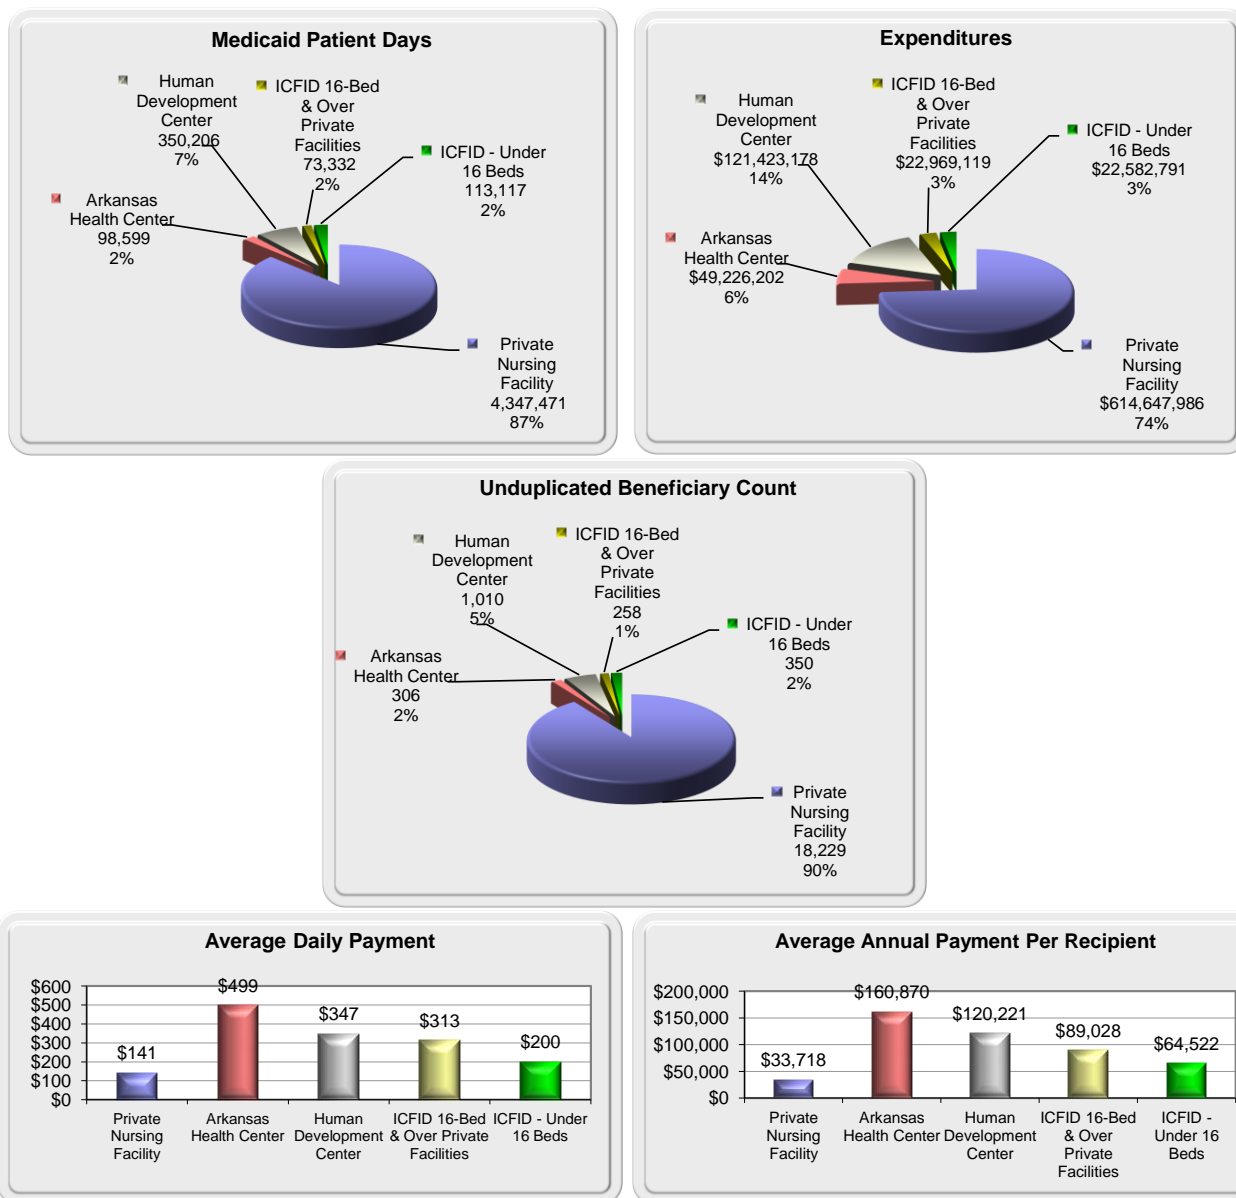 Medicaid Patient Days
Human
Development
Center
350,206
7%
ICFID 16-Bed
& Over
Private
Facilities
73,332
2%
ICFID - Under
16 Beds
113,117
2%
Arkansas
Health Center
98,599
2%
Private
Nursing
Facility
4,347,471
87%
Expenditures
Human
Development
Center
$121,423,178
14%
ICFID 16-Bed
& Over
Private
Facilities
$22,969,119
3%
ICFID - Under
16 Beds
$22,582,791
3%
Arkansas
Health Center
$49,226,202
6%
Private
Nursing
Facility
$614,647,986
74%
Unduplicated Beneficiary Count
Human
Development
Center
1,010
5%
ICFID 16-Bed
& Over
Private
Facilities
258
1%
ICFID - Under
16 Beds
350
2%
Arkansas
Health Center
306
2%
Private
Nursing
Facility
18,229
90%
Average Daily Payment
$600
$500
$400
$300
$200
$100
$0
$141
$499
$347
$313
$200
Private
Nursing
Facility
Arkansas
Health Center
Human
Development
Center
ICFID 16-Bed
& Over Private
Facilities
ICFID - Under
16 Beds
Average Annual Payment Per Recipient
$200,000
$150,000
$100,000
$50,000
$0
$33,718
$160,870
$120,221
$89,028
$64,522
Private
Nursing
Facility
Arkansas
Health Center
Human
Development
Center
ICFID 16-Bed
& Over
Private
Facilities
ICFID -
Under 16
Beds